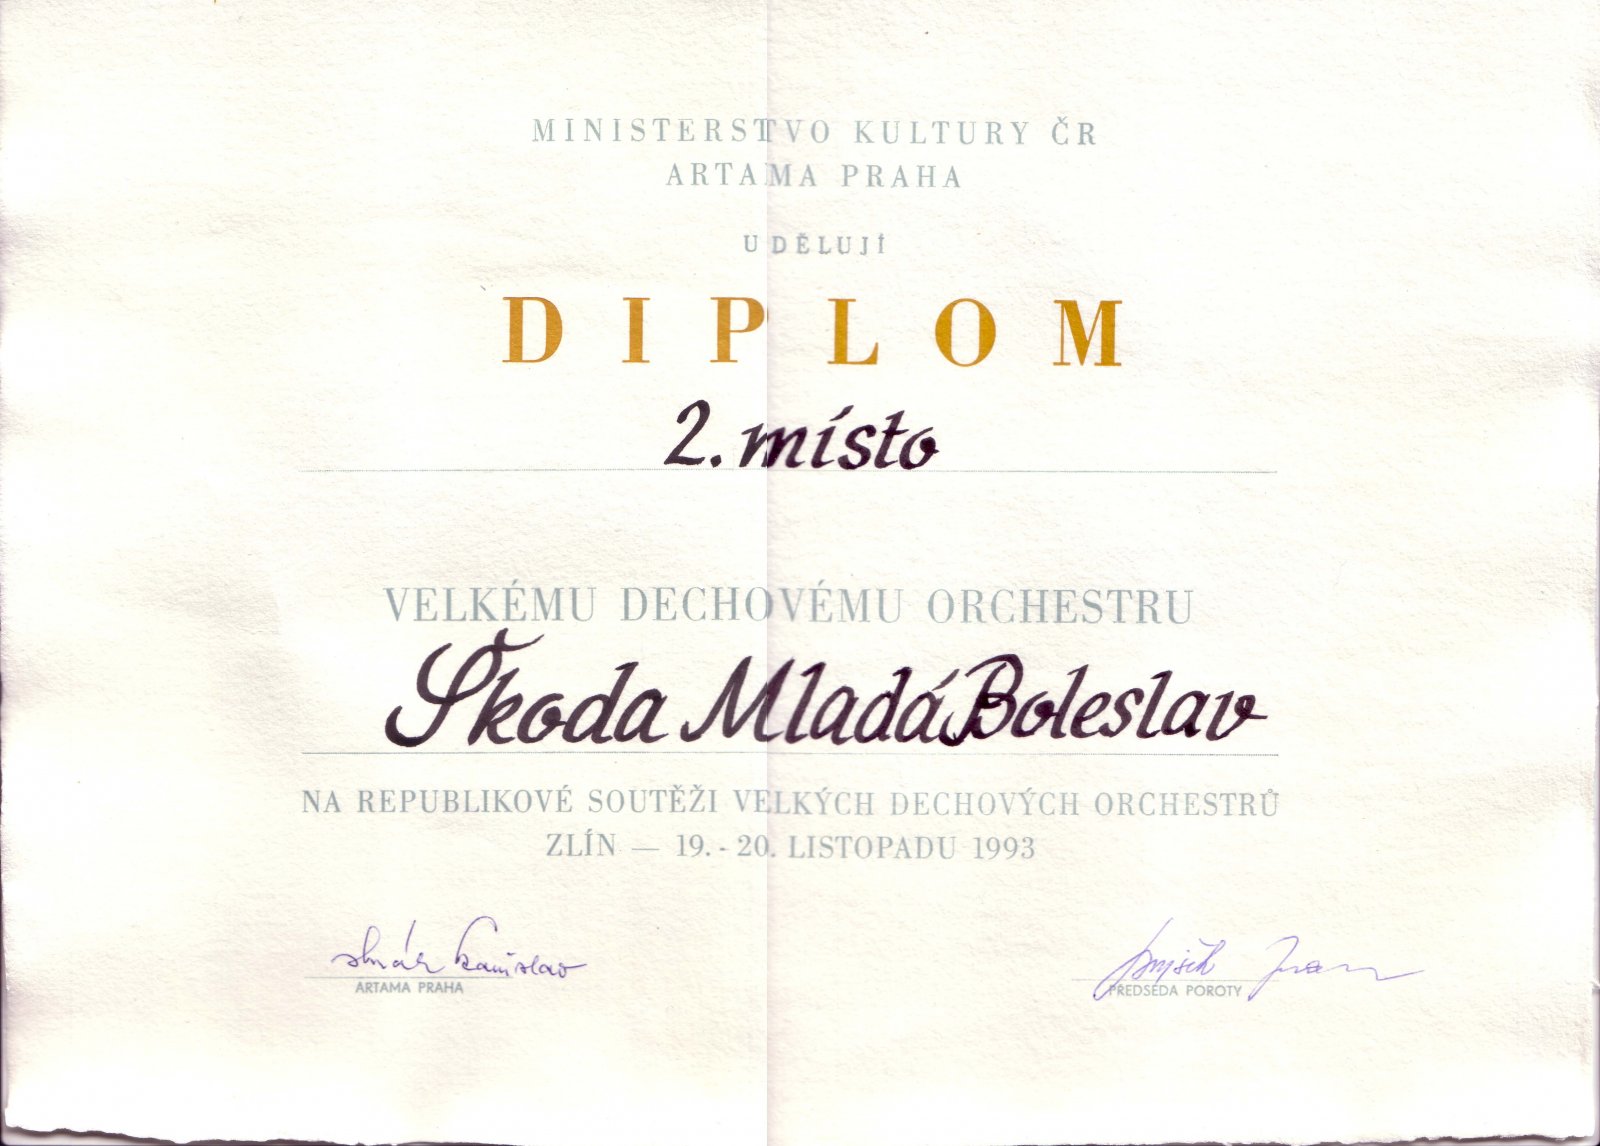 MINISTERSTVO KULTURY ČR
ARTAMA PRAHA
UDĚLUJÍ
DIPLOM
2. místo
VELKÉMU DECHOVÉMU ORCHESTRU
Škoda Mladá Boleslav
NA REPUBLIKOVÉ SOUTĚŽI VELKÝCH DECHOVÝCH ORCHESTRŮ
ZLÍN — 19. - 20. LISTOPADU 1993
ARTAMA PRAHA
PŘEDSEDA POROTY